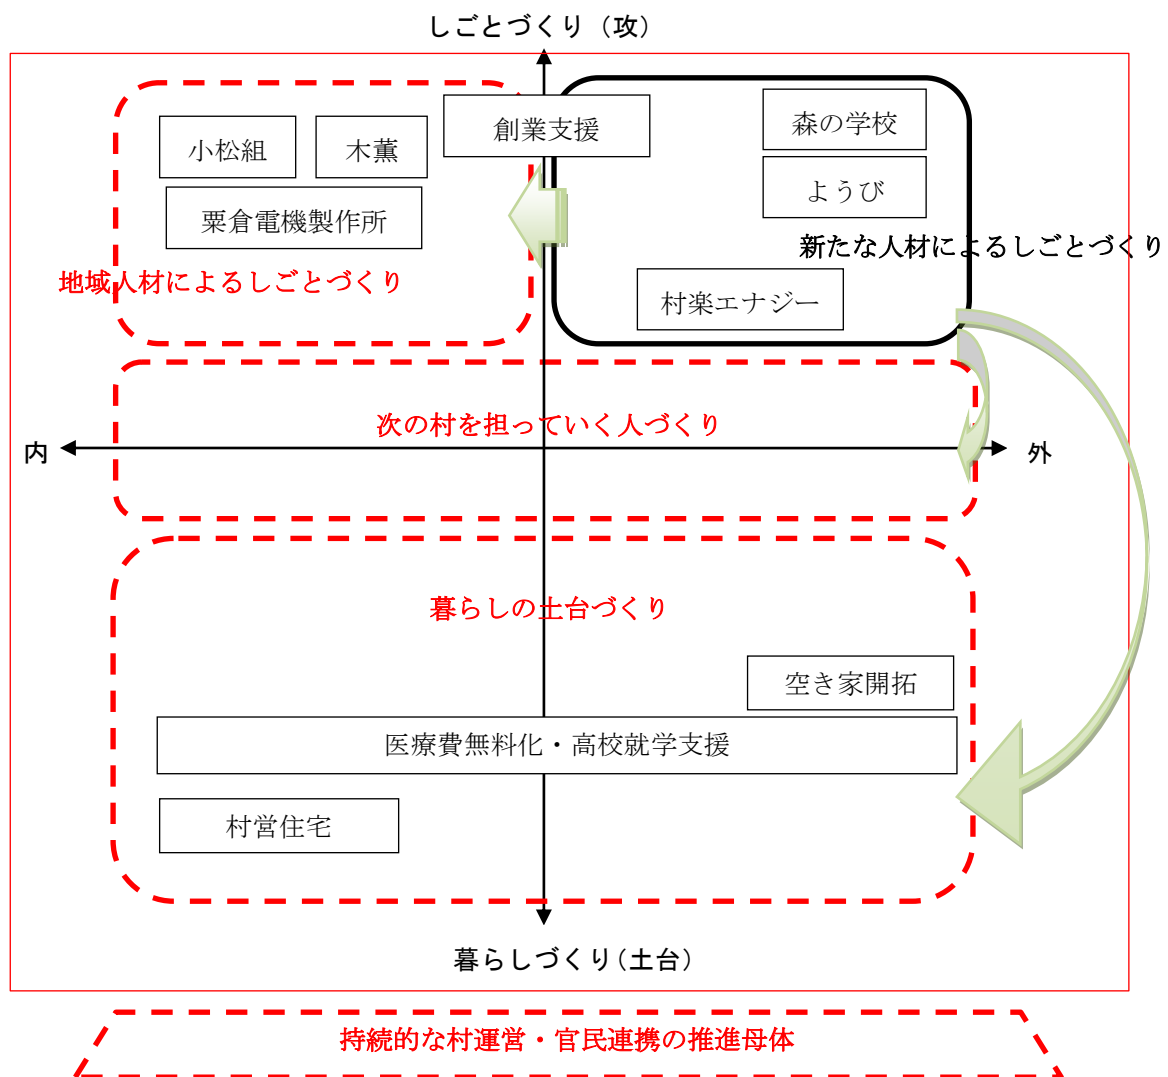 しごとづくり（攻）
創業支援
森の学校
小松組
木薫
ようび
粟倉電機製作所
新たな人材によるしごとづくり
地域人材によるしごとづくり
村楽エナジー
次の村を担っていく人づくり
内
外
暮らしの土台づくり
空き家開拓
医療費無料化・高校就学支援
村営住宅
暮らしづくり（土台）
持続的な村運営・官民連携の推進母体